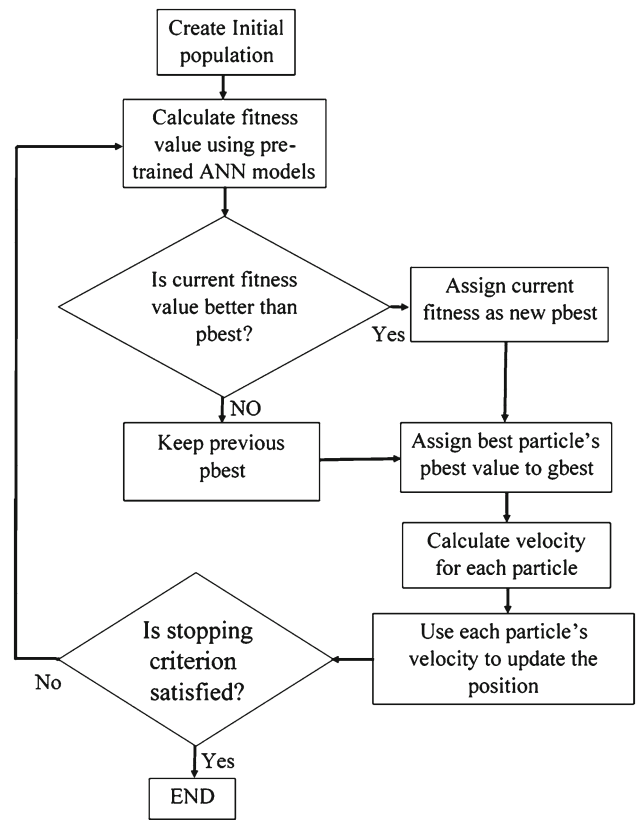 Create Initial
population
Calculate fitness
value using pre-
trained ANN models
Is current fitness
value better than
pbest?
Yes
Assign current
fitness as new pbest
NO
Keep previous
pbest
Assign best particle's
pbest value to gbest
Calculate velocity
for each particle
Use each particle's
velocity to update the
position
Is stopping
criterion
satisfied?
No
Yes
END